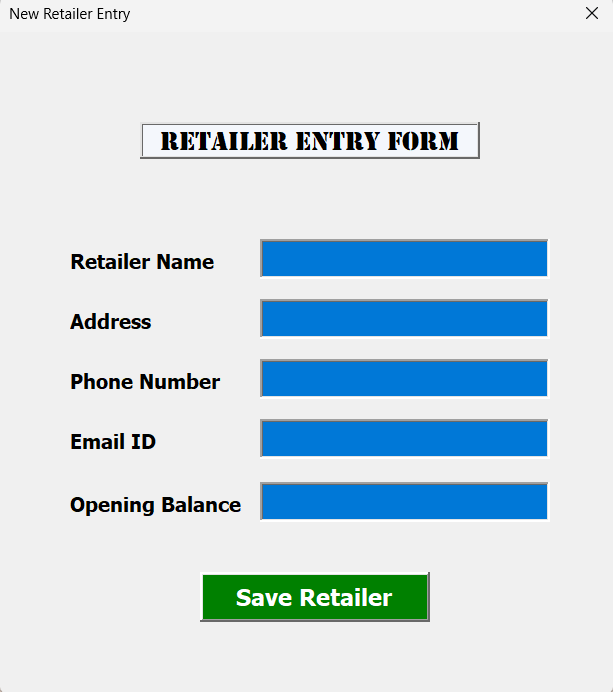 New Retailer Entry
RETAILER ENTRY FORM
Retailer Name
Address
Phone Number
Email ID
Opening Balance
Save Retailer